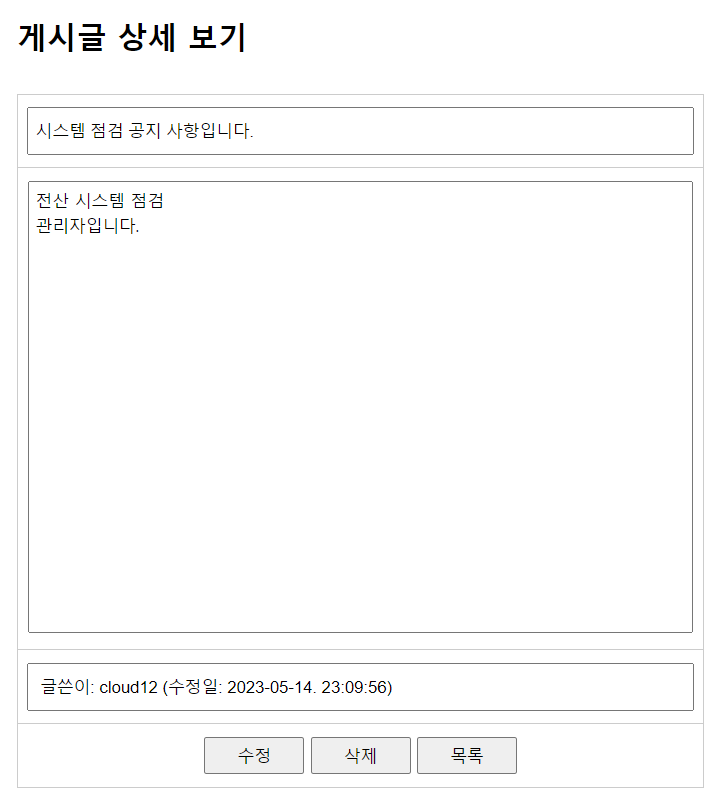 게시글 상세 보기
시스템 점검 공지 사항입니다.
전산 시스템 점검
관리자입니다.
글쓴이: cloud12 (수정일: 2023-05-14. 23:09:56)
수정 삭제 목록